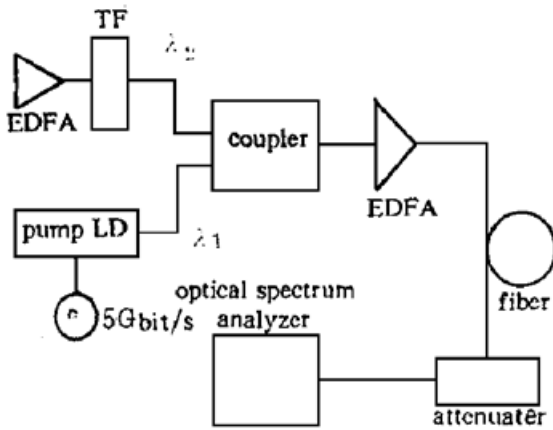 TF
λ₂
EDFA
coupler
EDFA
pump LD
λ1
fiber
optical spectrum
analyzer
5Gbit/s
attenuater